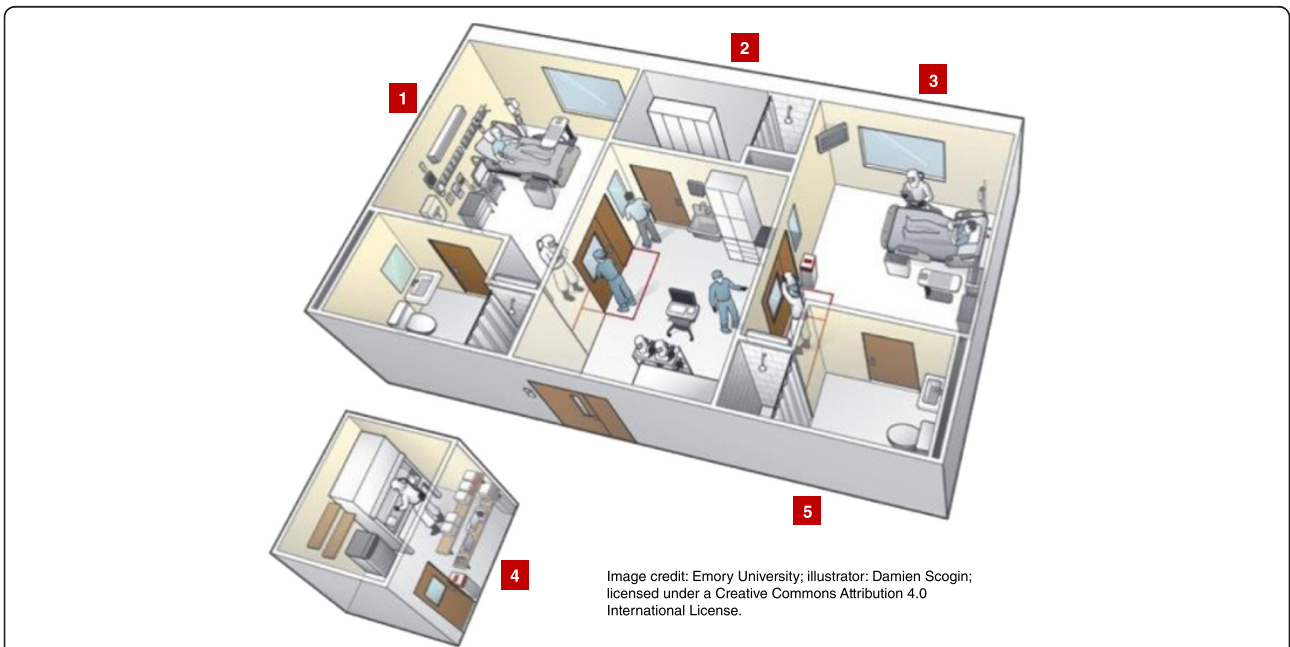 1
2
3
4
5
Image credit: Emory University; illustrator: Damien Scogin;
licensed under a Creative Commons Attribution 4.0
International License.